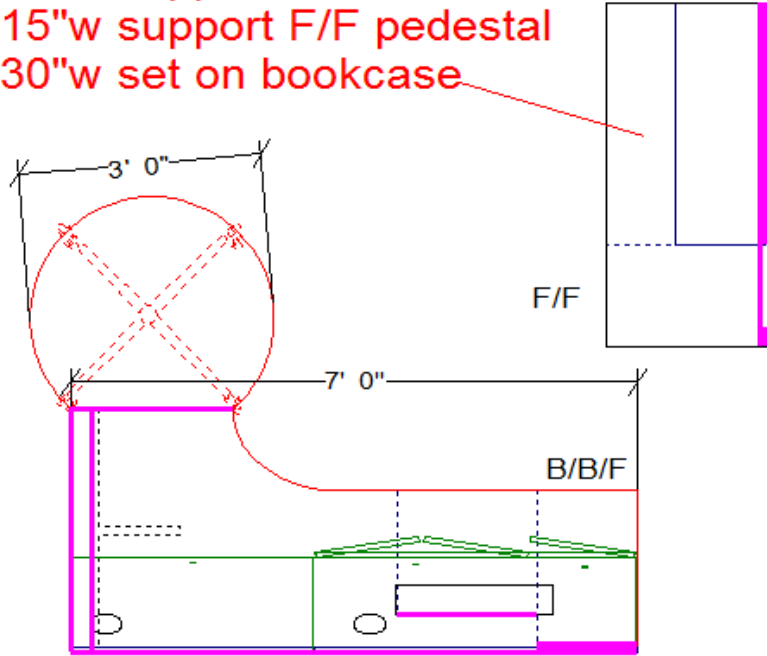 15"w support F/F pedestal
30"w set on bookcase
3' 0"
F/F
7' 0"
B/B/F